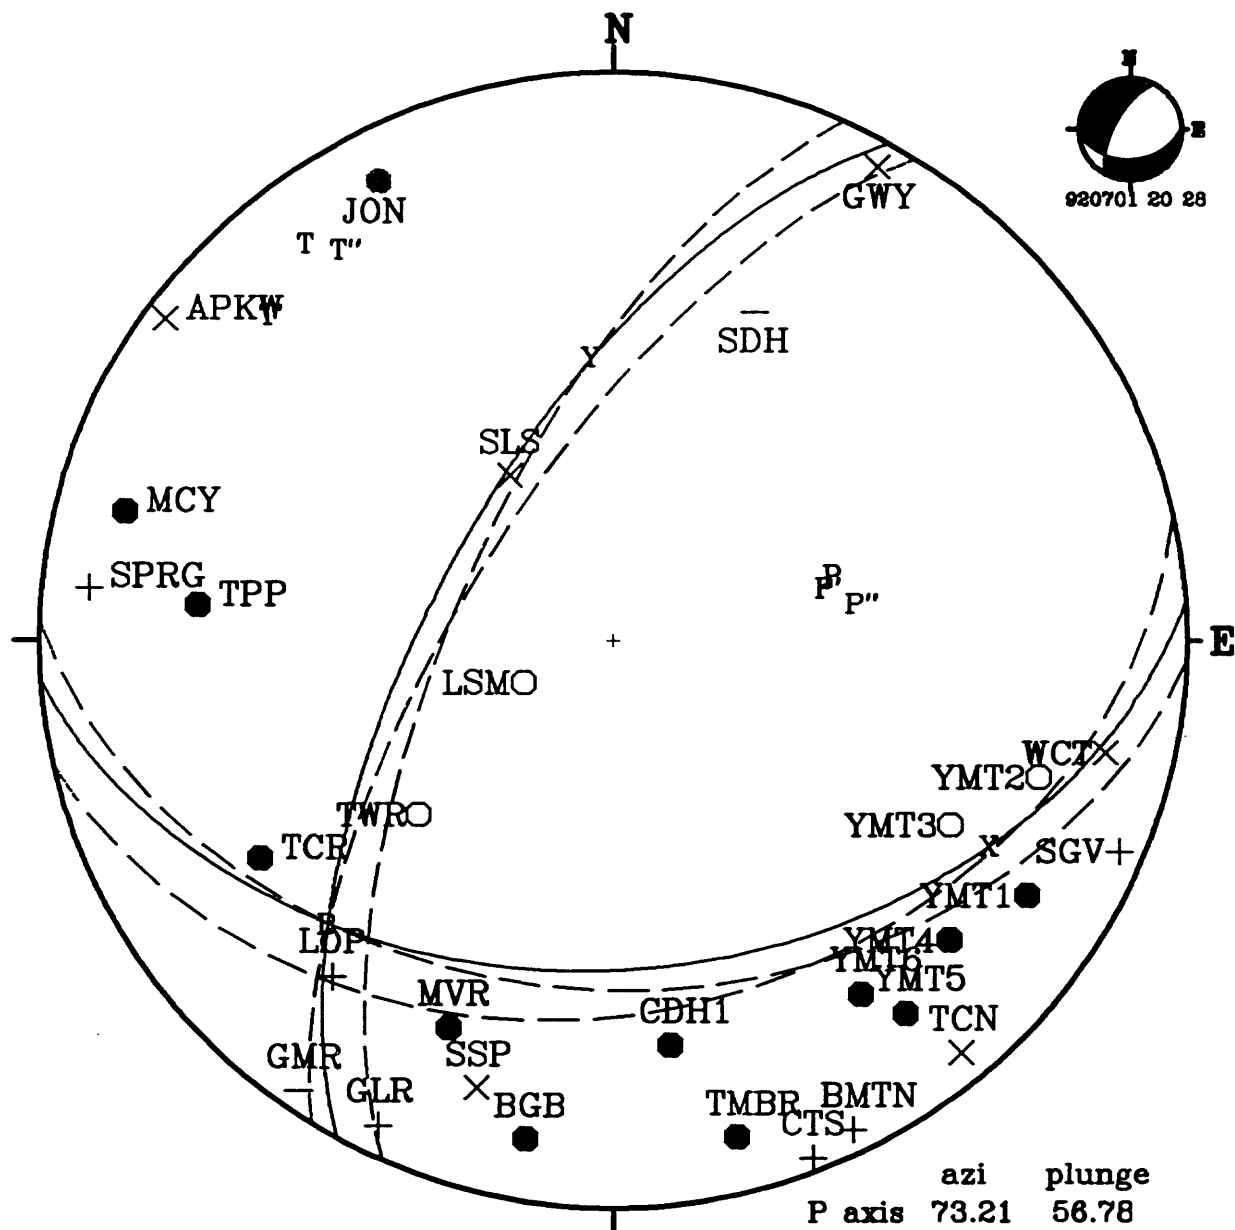 N
N
E
920701 20 28
GWY
JON
T T"
APKW
SDH
Y
SLS
MCY
SPRG
TPP
P
P'
P"
E
LSM
WCT
YMT2
TWR
YMT3
TCR
X
SGV
YMT1
B
LOP
YMT4
YMT6
YMT5
MVR
CDH1
TCN
SSP
GMR
GLR
BGB
TMBR
BMTN
CTS
azi plunge
P axis 73.21 56.78